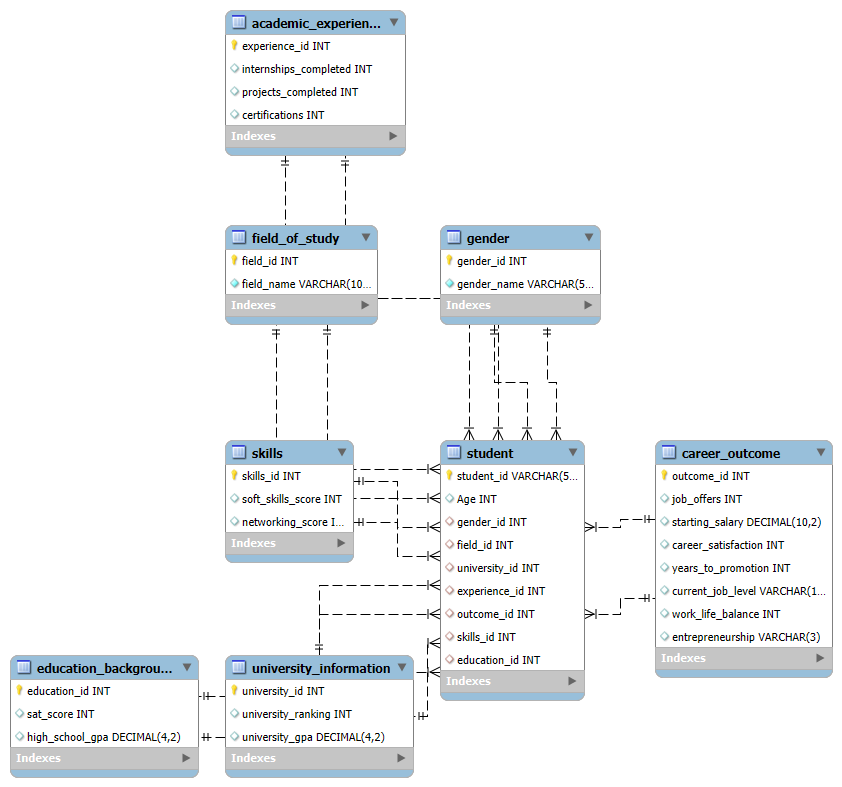 academic_experien...
experience_id INT
internships_completed INT
projects_completed INT
certifications INT
Indexes
field_of_study
field_id INT
field_name VARCHAR(10...
Indexes
gender
gender_id INT
gender_name VARCHAR(5...
Indexes
skills
skills_id INT
soft_skills_score INT
networking_score I...
Indexes
student
student_id VARCHAR(5...
Age INT
gender_id INT
field_id INT
university_id INT
experience_id INT
outcome_id INT
skills_id INT
education_id INT
Indexes
career_outcome
outcome_id INT
job_offers INT
starting_salary DECIMAL(10,2)
career_satisfaction INT
years_to_promotion INT
current_job_level VARCHAR(1...
work_life_balance INT
entrepreneurship VARCHAR(3)
Indexes
education_backgrou...
education_id INT
sat_score INT
high_school_gpa DECIMAL(4,2)
Indexes
university_information
university_id INT
university_ranking INT
university_gpa DECIMAL(4,2)
Indexes